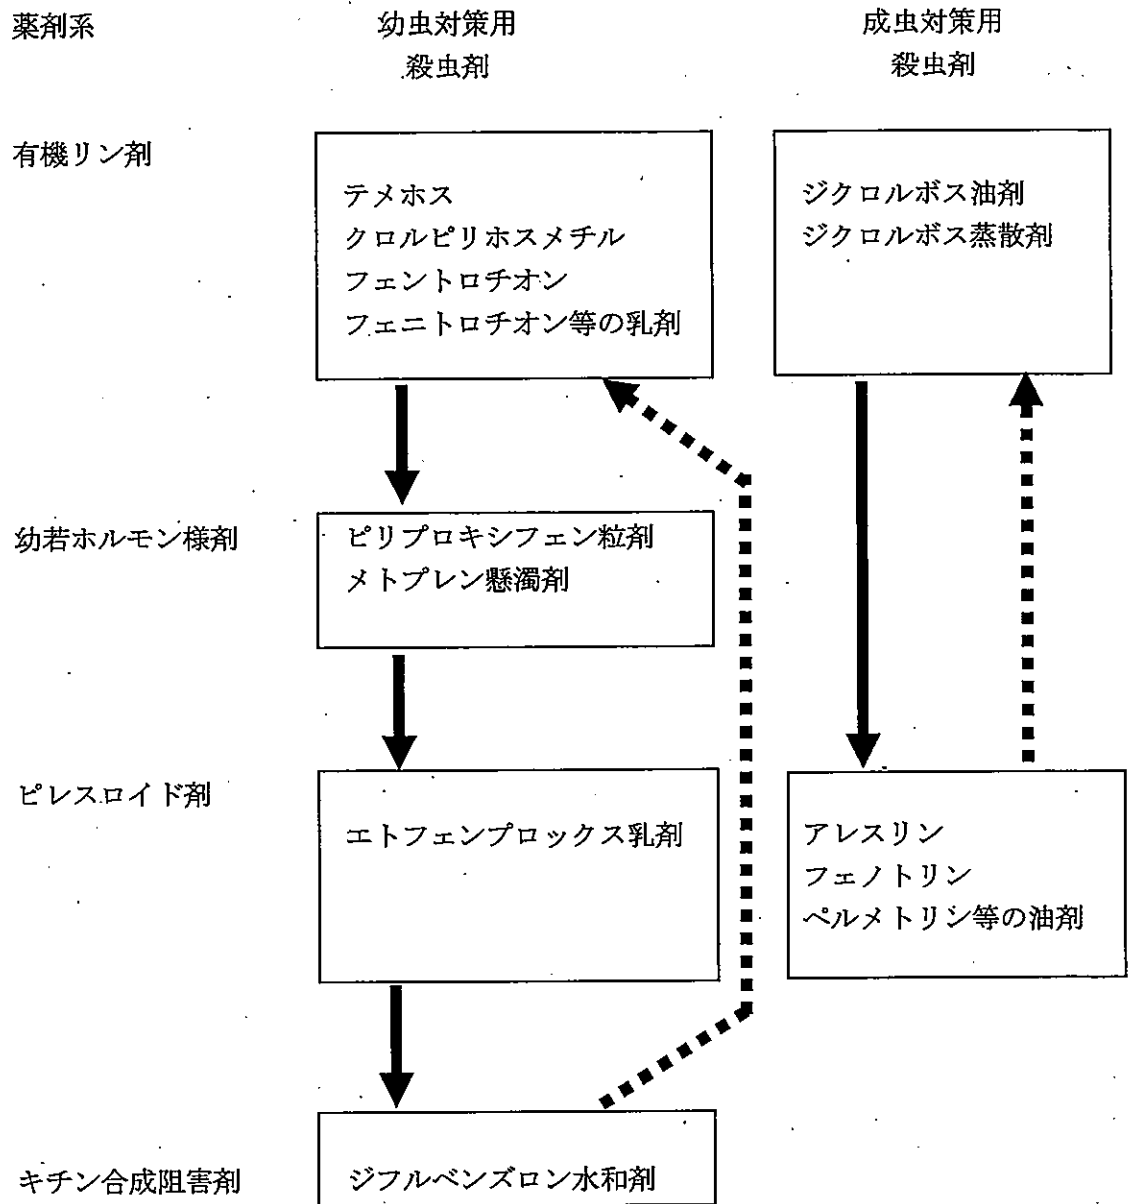 薬剤系
幼虫対策用
殺虫剤
成虫対策用
殺虫剤
有機リン剤
テメホス
クロルピリホスメチル
フェントロチオン
フェニトロチオン等の乳剤
ジクロルボス油剤
ジクロルボス蒸散剤
幼若ホルモン様剤
ピリプロキシフェン粒剤
メトプレン懸濁剤
ピレスロイド剤
エトフェンプロックス乳剤
アレスリン
フェノトリン
ペルメトリン等の油剤
キチン合成阻害剤
ジフルベンズロン水和剤